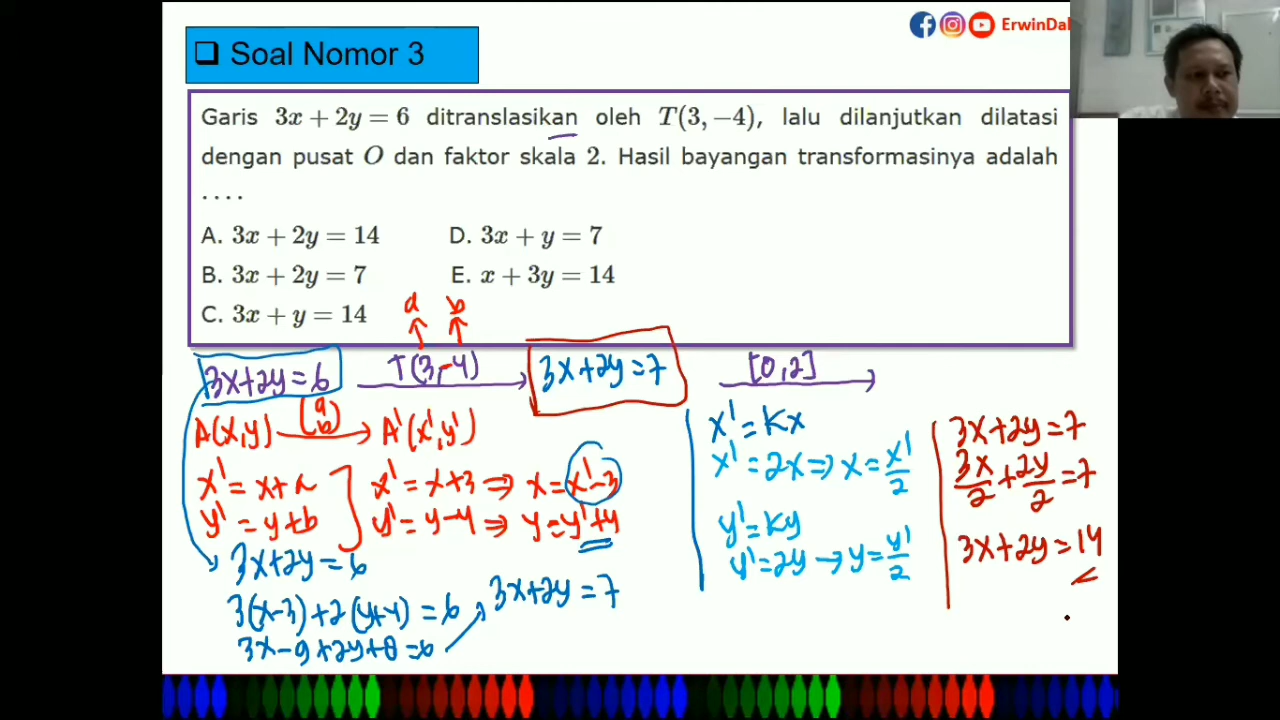 ErwinDal
❑ Soal Nomor 3
Garis 3x + 2y = 6 ditranslasikan oleh T(3, −4), lalu dilanjutkan dilatasi
dengan pusat O dan faktor skala 2. Hasil bayangan transformasinya adalah
....
A. 3x + 2y = 14 D. 3x + y = 7
B. 3x + 2y = 7 E. x + 3y = 14
C. 3x + y = 14
a b
3x+2y=6 T(3,-4) 3x+2y=7 [0,2]
A(x,y) (a b) → A'(x',y')
x' = x+a x' = x+3 ⇒ x = x'-3
y' = y+b y' = y-4 ⇒ y = y'+4
3x+2y=6
3(x-3)+2(y+4) = 6
3x-9+2y+8=6
3x+2y=7
x' = kx
x' = 2x ⇒ x = x'/2
y' = ky
y' = 2y → y = y'/2
3x+2y=7
3x/2 + 2y/2 = 7
3x+2y=14